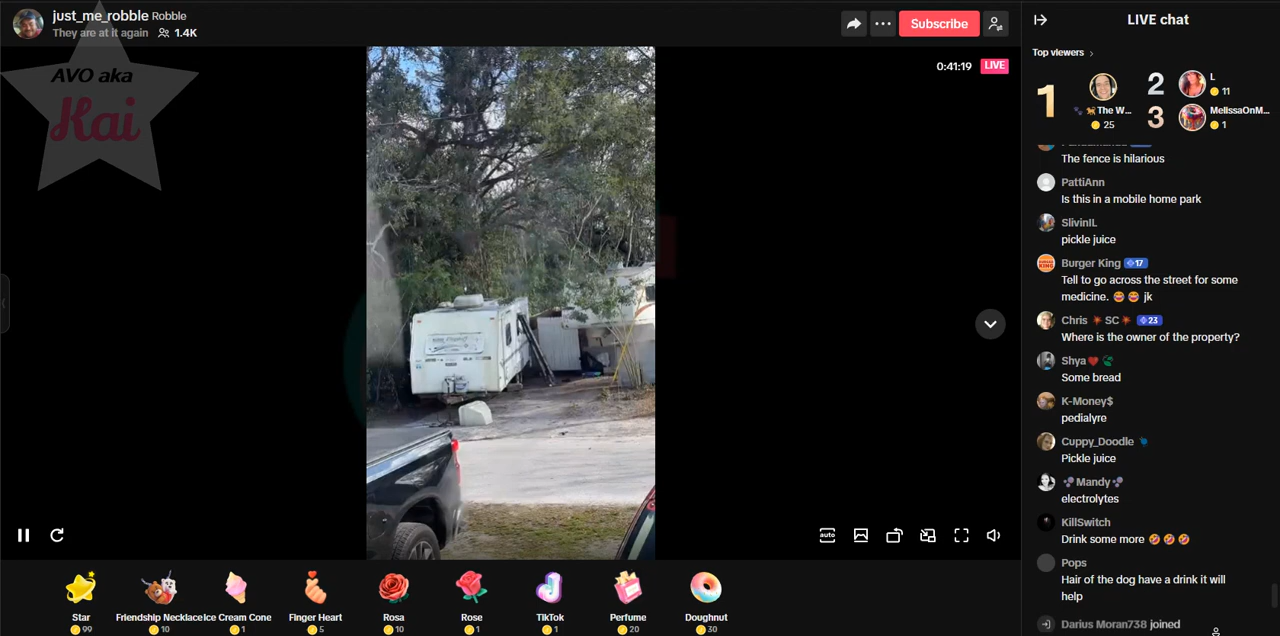 just_me_robble Robble
They are at it again 1.4K
Subscribe
AVO aka
Kai
0:41:19 LIVE
auto
Star
99
Friendship Necklace
10
Ice Cream Cone
1
Finger Heart
5
Rosa
10
Rose
1
TikTok
1
Perfume
20
Doughnut
30
LIVE chat
Top viewers
1
The W...
25
2
L
11
3
MelissaOnM...
1
The fence is hilarious
PattiAnn
Is this in a mobile home park
SlivinIL
pickle juice
Burger King 17
Tell to go across the street for some
medicine. 😂 😂 jk
Chris SC 23
Where is the owner of the property?
Shya
Some bread
K-Money$
pedialyre
Cuppy_Doodle
Pickle juice
Mandy
electrolytes
KillSwitch
Drink some more 🤣 🤣 🤣
Pops
Hair of the dog have a drink it will
help
Darius Moran738 joined